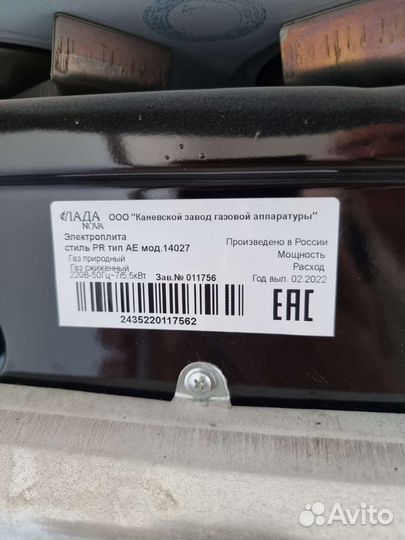 ЛАДА
NOVA
ООО "Каневской завод газовой аппаратуры"
Электроплита
стиль PR тип АЕ мод.14027
Газ природный
Газ сжиженный
220В-50Гц~7/5,5кВт
Зав.№ 011756
Произведено в России
Мощность
Расход
Год вып. 02.2022
2435220117562
EAC
Avito